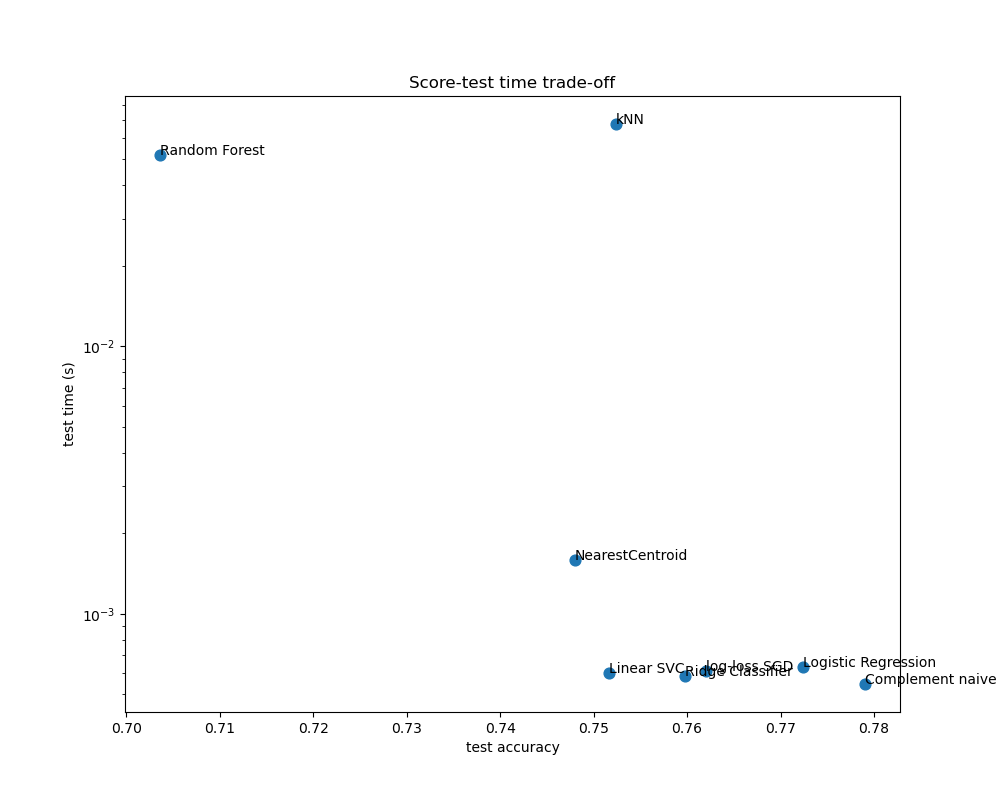 Score-test time trade-off
kNN
Random Forest
10⁻²
test time (s)
NearestCentroid
10⁻³
Logistic Regression
log-loss SGD
Linear SVC
Ridge Classifier
Complement naive
0.70 0.71 0.72 0.73 0.74 0.75 0.76 0.77 0.78
test accuracy